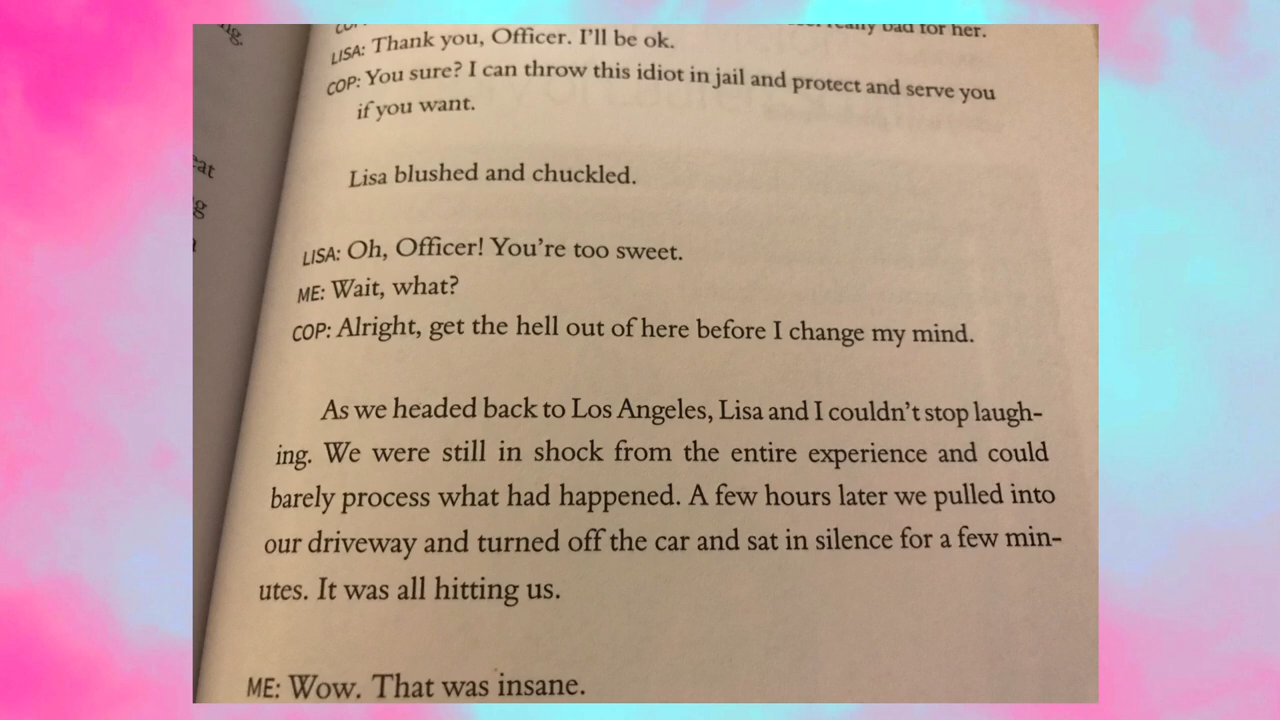 ng.
bad for her.
LISA: Thank you, Officer. I'll be ok.
COP: You sure? I can throw this idiot in jail and protect and serve you
if you want.
Lisa blushed and chuckled.
LISA: Oh, Officer! You're too sweet.
ME: Wait, what?
COP: Alright, get the hell out of here before I change my mind.
As we headed back to Los Angeles, Lisa and I couldn't stop laugh-
ing. We were still in shock from the entire experience and could
barely process what had happened. A few hours later we pulled into
our driveway and turned off the car and sat in silence for a few min-
utes. It was all hitting us.
ME: Wow. That was insane.